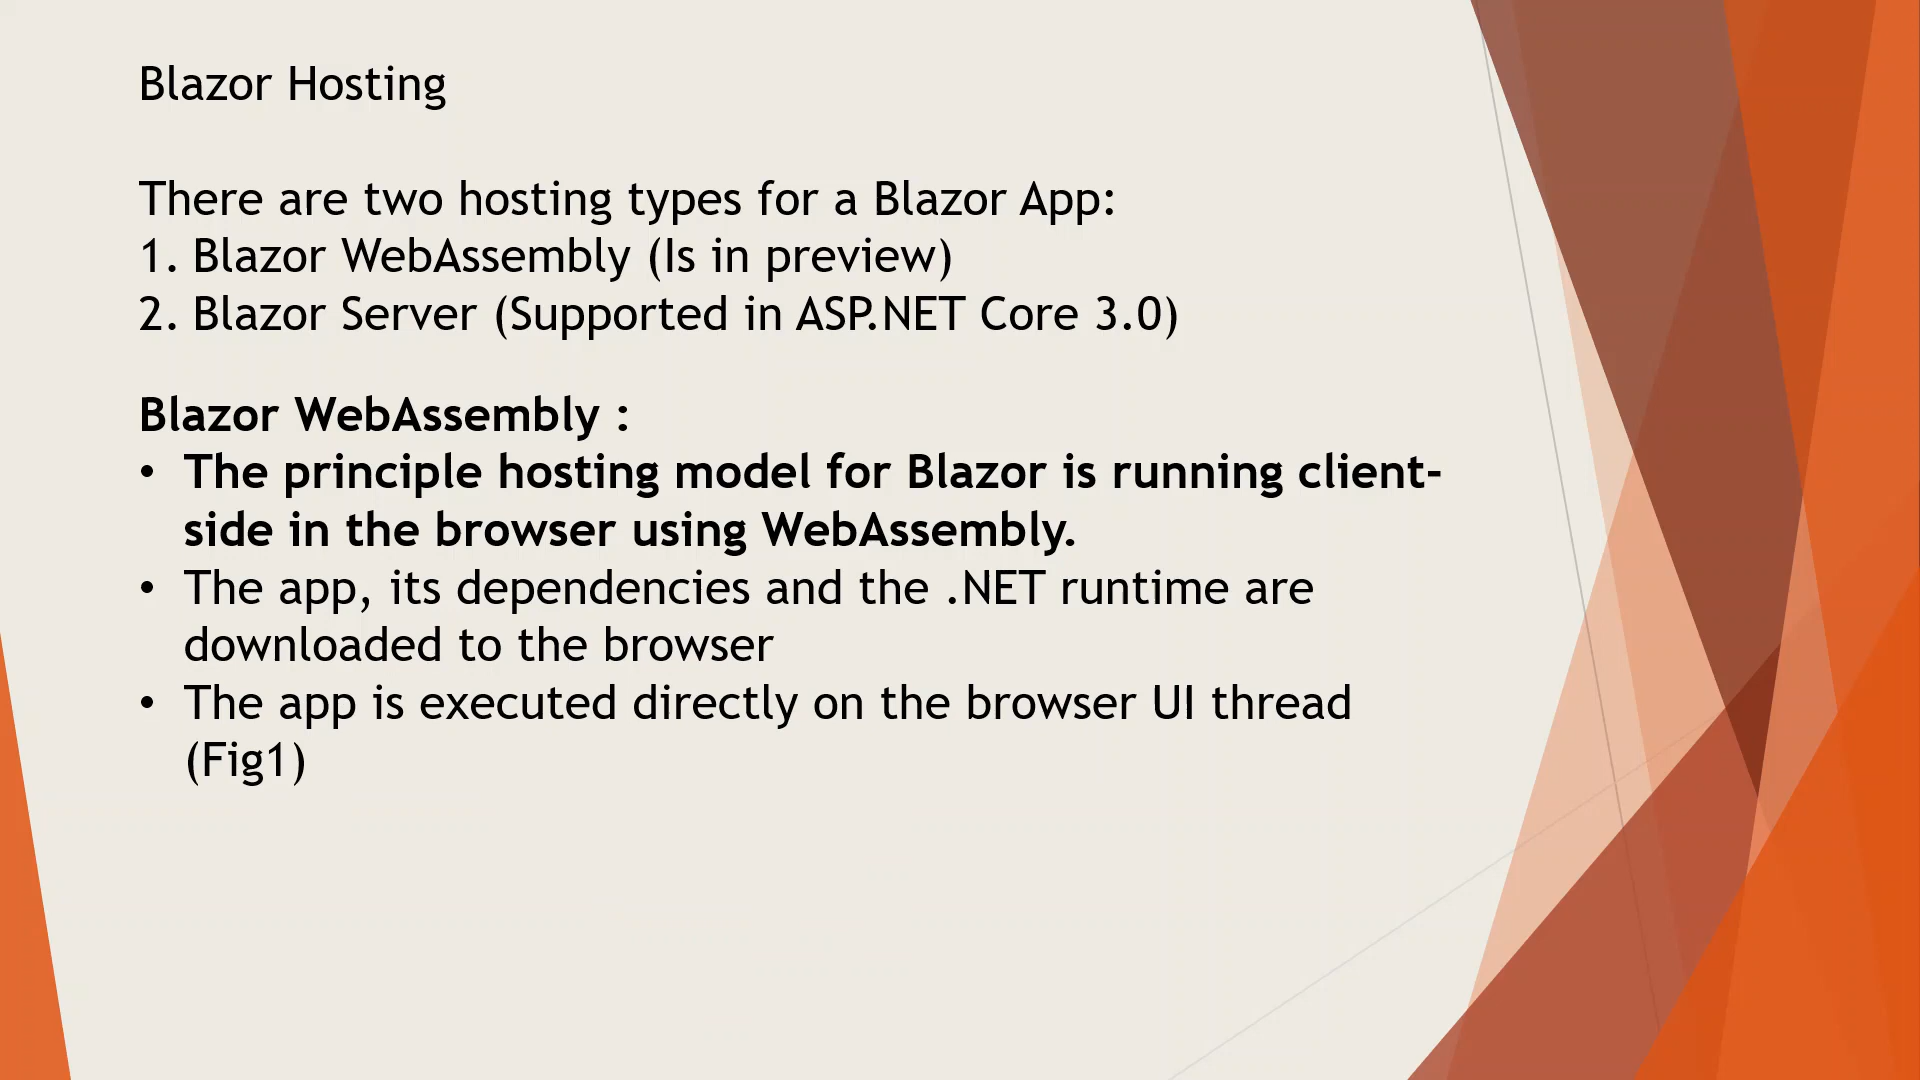 Blazor Hosting
There are two hosting types for a Blazor App:
1. Blazor WebAssembly (Is in preview)
2. Blazor Server (Supported in ASP.NET Core 3.0)
Blazor WebAssembly :
• The principle hosting model for Blazor is running client-
side in the browser using WebAssembly.
• The app, its dependencies and the .NET runtime are
downloaded to the browser
• The app is executed directly on the browser UI thread
(Fig1)